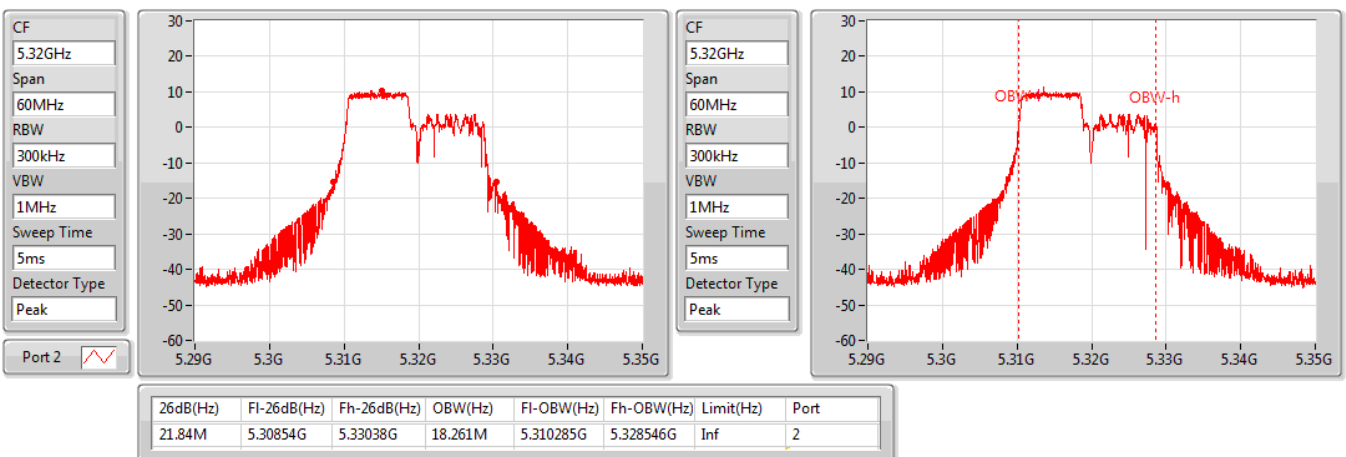 CF
5.32GHz
Span
60MHz
RBW
300kHz
VBW
1MHz
Sweep Time
5ms
Detector Type
Peak
Port 2
30
20
10
0
-10
-20
-30
-40
-50
-60
5.29G 5.3G 5.31G 5.32G 5.33G 5.34G 5.35G
CF
5.32GHz
Span
60MHz
RBW
300kHz
VBW
1MHz
Sweep Time
5ms
Detector Type
Peak
30
20
10
0
-10
-20
-30
-40
-50
-60
OBW-h
5.29G 5.3G 5.31G 5.32G 5.33G 5.34G 5.35G
26dB(Hz) Fl-26dB(Hz) Fh-26dB(Hz) OBW(Hz) Fl-OBW(Hz) Fh-OBW(Hz) Limit(Hz) Port
21.84M 5.30854G 5.33038G 18.261M 5.310285G 5.328546G Inf 2